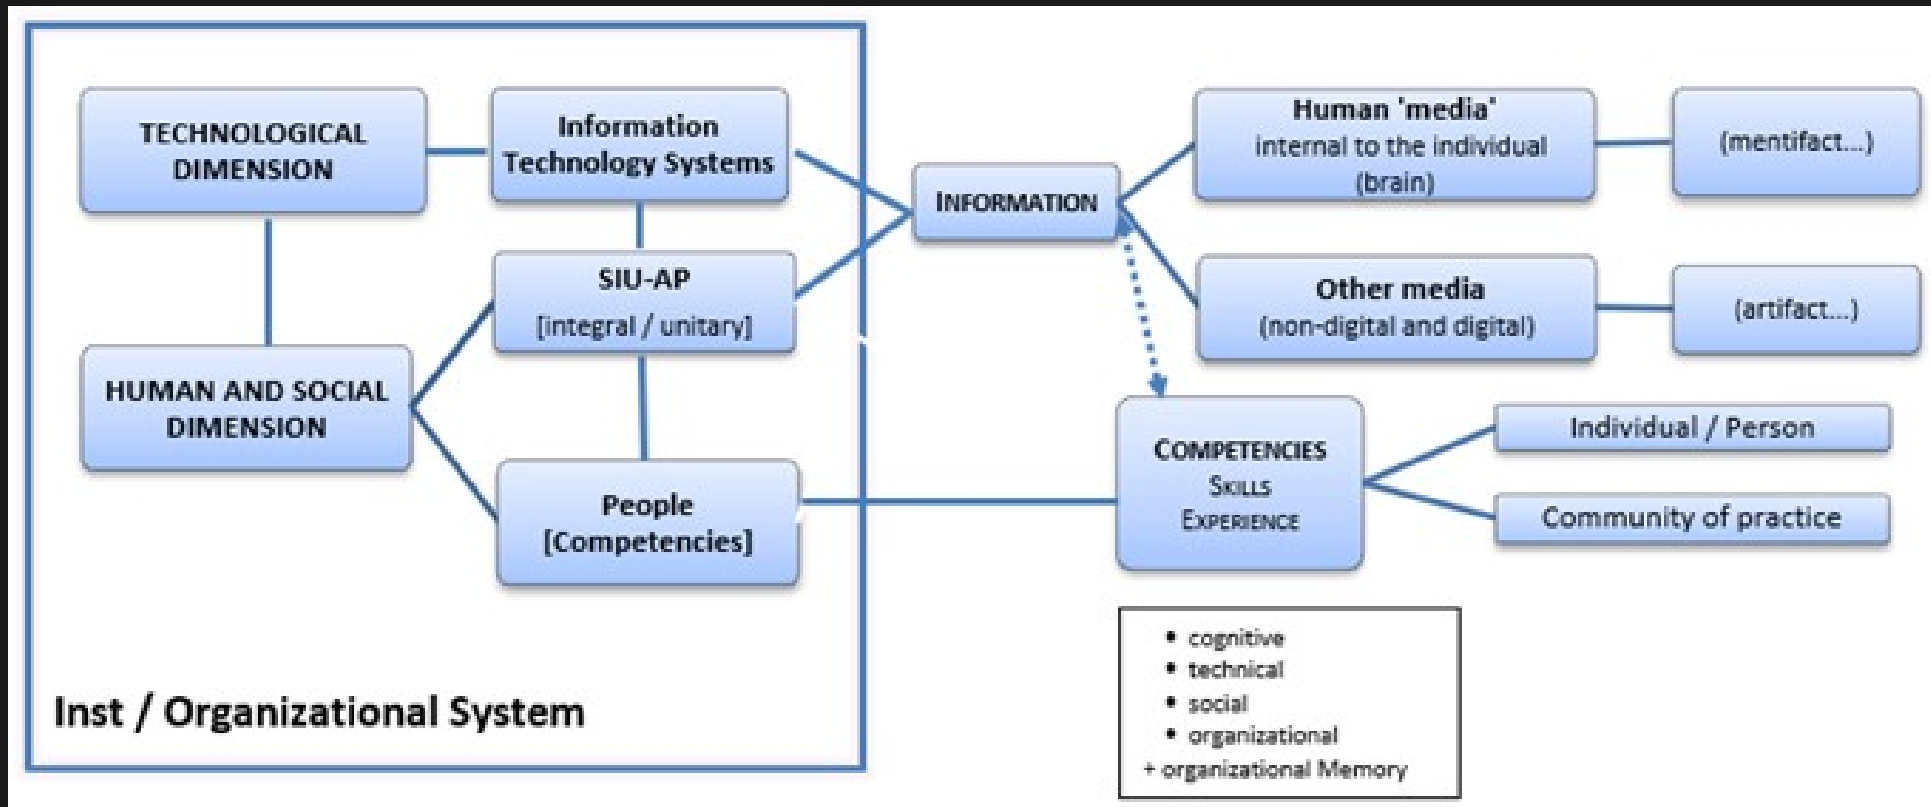 TECHNOLOGICAL
DIMENSION
Information
Technology Systems
SIU-AP
[integral / unitary]
HUMAN AND SOCIAL
DIMENSION
People
[Competencies]
Inst / Organizational System
INFORMATION
Human 'media'
internal to the individual
(brain)
(mentifact...)
Other media
(non-digital and digital)
(artifact...)
COMPETENCIES
SKILLS
EXPERIENCE
Individual / Person
Community of practice
• cognitive
• technical
• social
• organizational
+ organizational Memory